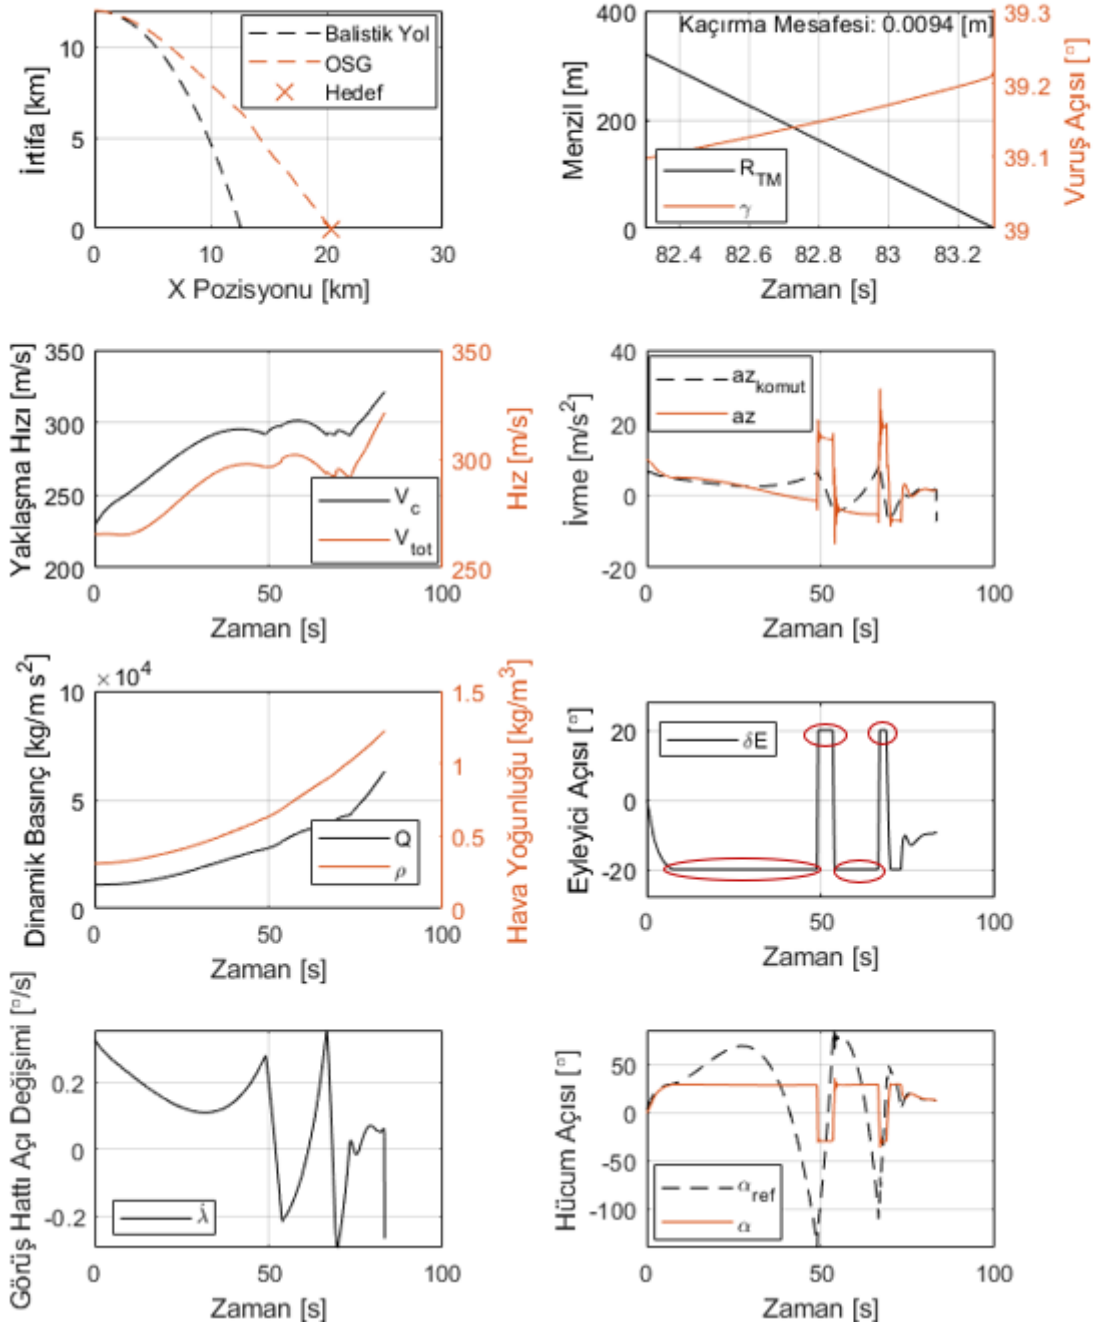 10
5
0
0
10
20
30
İrtifa [km]
X Pozisyonu [km]
Balistik Yol
OSG
Hedef
Kaçırma Mesafesi: 0.0094 [m]
400
200
0
39.3
39.2
39.1
39
82.4
82.6
82.8
83
83.2
Menzil [m]
Vuruş Açısı [°]
Zaman [s]
R_TM
γ
350
300
250
200
350
300
250
0
50
100
Yaklaşma Hızı [m/s]
Hız [m/s]
Zaman [s]
V_c
V_tot
40
20
0
-20
0
50
100
İvme [m/s²]
Zaman [s]
az_komut
az
×10⁴
10
5
0
1.5
1
0.5
0
0
50
100
Dinamik Basınç [kg/m s²]
Hava Yoğunluğu [kg/m³]
Zaman [s]
Q
ρ
20
0
-20
0
50
100
Eyleyici Açısı [°]
Zaman [s]
δE
0.2
0
-0.2
0
50
100
Görüş Hattı Açı Değişimi [°/s]
Zaman [s]
λ̇
50
0
-50
-100
0
50
100
Hücum Açısı [°]
Zaman [s]
α_ref
α